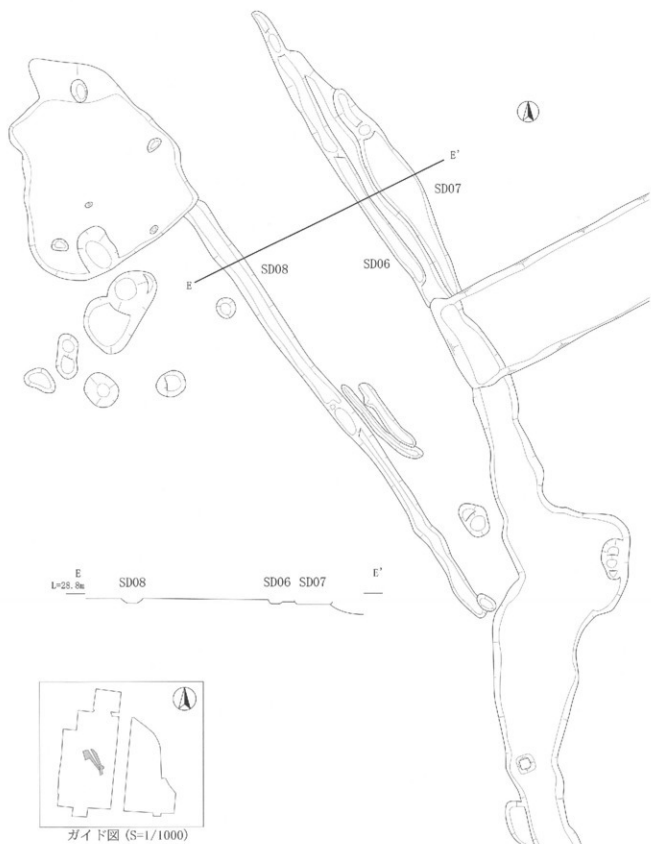 E'
SD07
SD08
SD06
E
E
E'
L=28.8m
SD08
SD06 SD07
ガイド図 (S=1/1000)